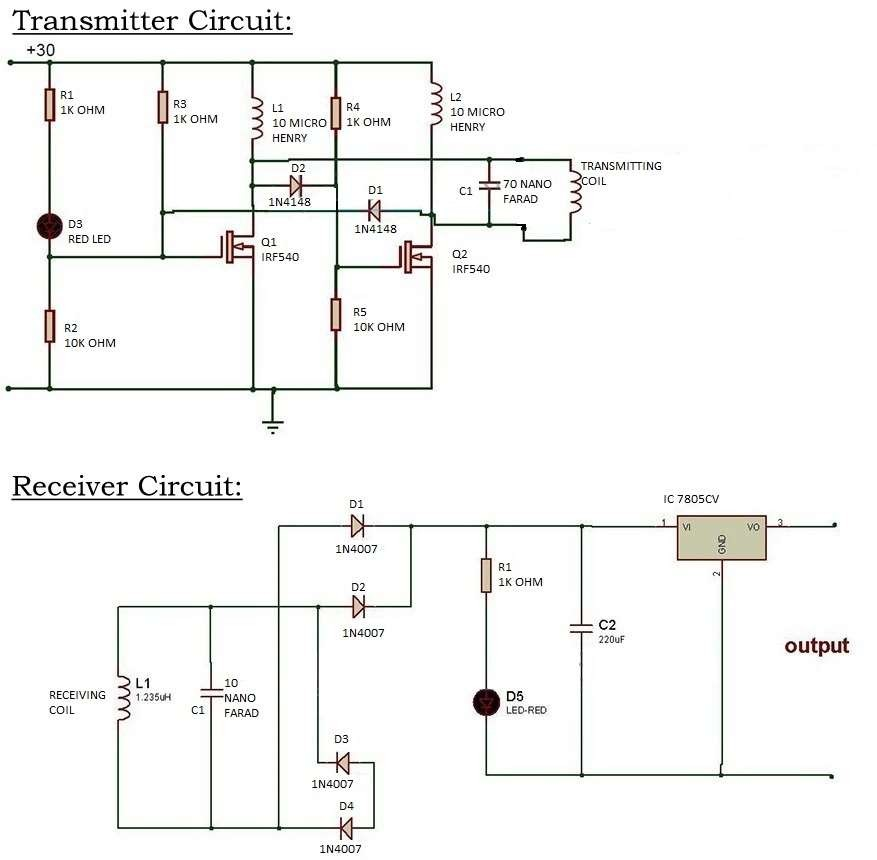 Transmitter Circuit:
+30
R1
1K OHM
R3
1K OHM
L1
10 MICRO
HENRY
R4
1K OHM
L2
10 MICRO
HENRY
D2
1N4148
D1
1N4148
C1
70 NANO
FARAD
TRANSMITTING
COIL
D3
RED LED
Q1
IRF540
Q2
IRF540
R2
10K OHM
R5
10K OHM
Receiver Circuit:
D1
1N4007
IC 7805CV
1
VI
VO
3
GND
2
R1
1K OHM
D2
1N4007
C2
220uF
output
RECEIVING
COIL
L1
1.235uH
C1
10
NANO
FARAD
D5
LED-RED
D3
1N4007
D4
1N4007